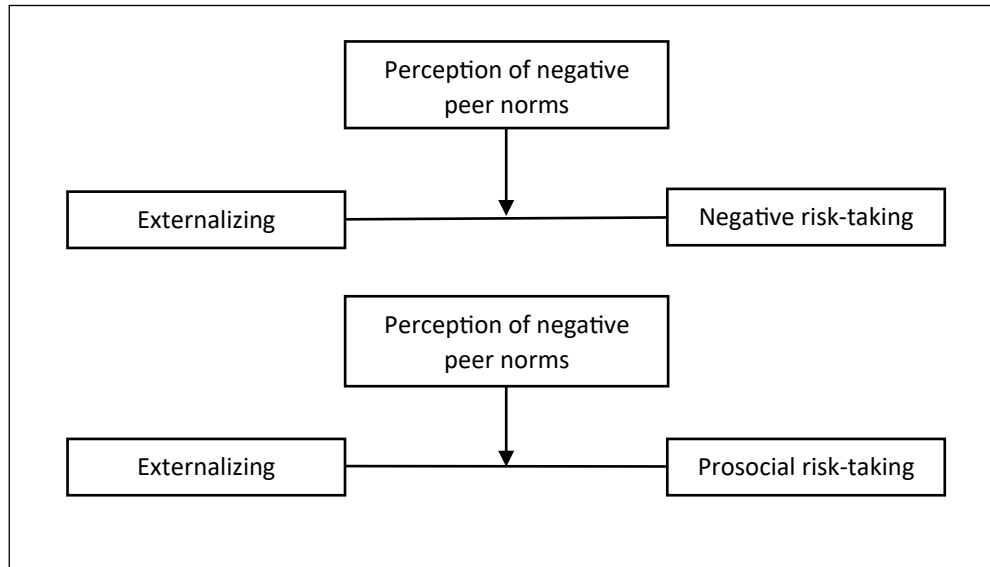 Perception of negative
peer norms
Externalizing
Negative risk-taking
Perception of negative
peer norms
Externalizing
Prosocial risk-taking